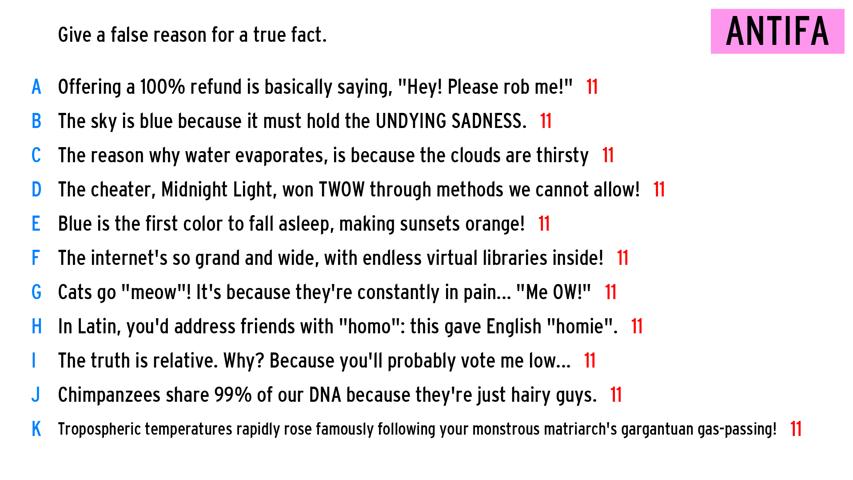 Give a false reason for a true fact.
ANTIFA
A Offering a 100% refund is basically saying, "Hey! Please rob me!" 11
B The sky is blue because it must hold the UNDYING SADNESS. 11
C The reason why water evaporates, is because the clouds are thirsty 11
D The cheater, Midnight Light, won TWOW through methods we cannot allow! 11
E Blue is the first color to fall asleep, making sunsets orange! 11
F The internet's so grand and wide, with endless virtual libraries inside! 11
G Cats go "meow"! It's because they're constantly in pain... "Me OW!" 11
H In Latin, you'd address friends with "homo": this gave English "homie". 11
I The truth is relative. Why? Because you'll probably vote me low... 11
J Chimpanzees share 99% of our DNA because they're just hairy guys. 11
K Tropospheric temperatures rapidly rose famously following your monstrous matriarch's gargantuan gas-passing! 11